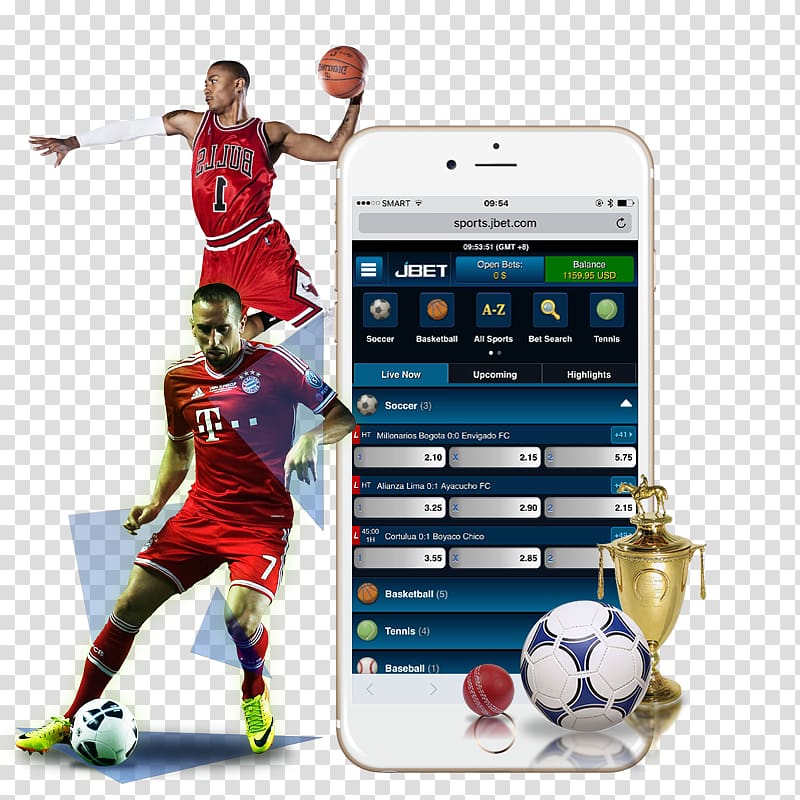 SPALDING
BULLS
1
T • • •
7
SMART 09:54
sports.jbet.com
09:53:51 (GMT +8)
JBET
Open Bets:
0 $
Balance
1159.95 USD
Soccer Basketball A-Z All Sports Bet Search Tennis
Live Now Upcoming Highlights
Soccer (3)
L HT Millonarios Bogota 0:0 Envigado FC +41
1 2.10 X 2.15 2 5.75
L HT Alianza Lima 0:1 Ayacucho FC
1 3.25 X 2.90 2 2.15
L 45:00
1H Cortulua 0:1 Boyaco Chico
1 3.55 X 2.85 2
Basketball (5)
Tennis (4)
Baseball (1)